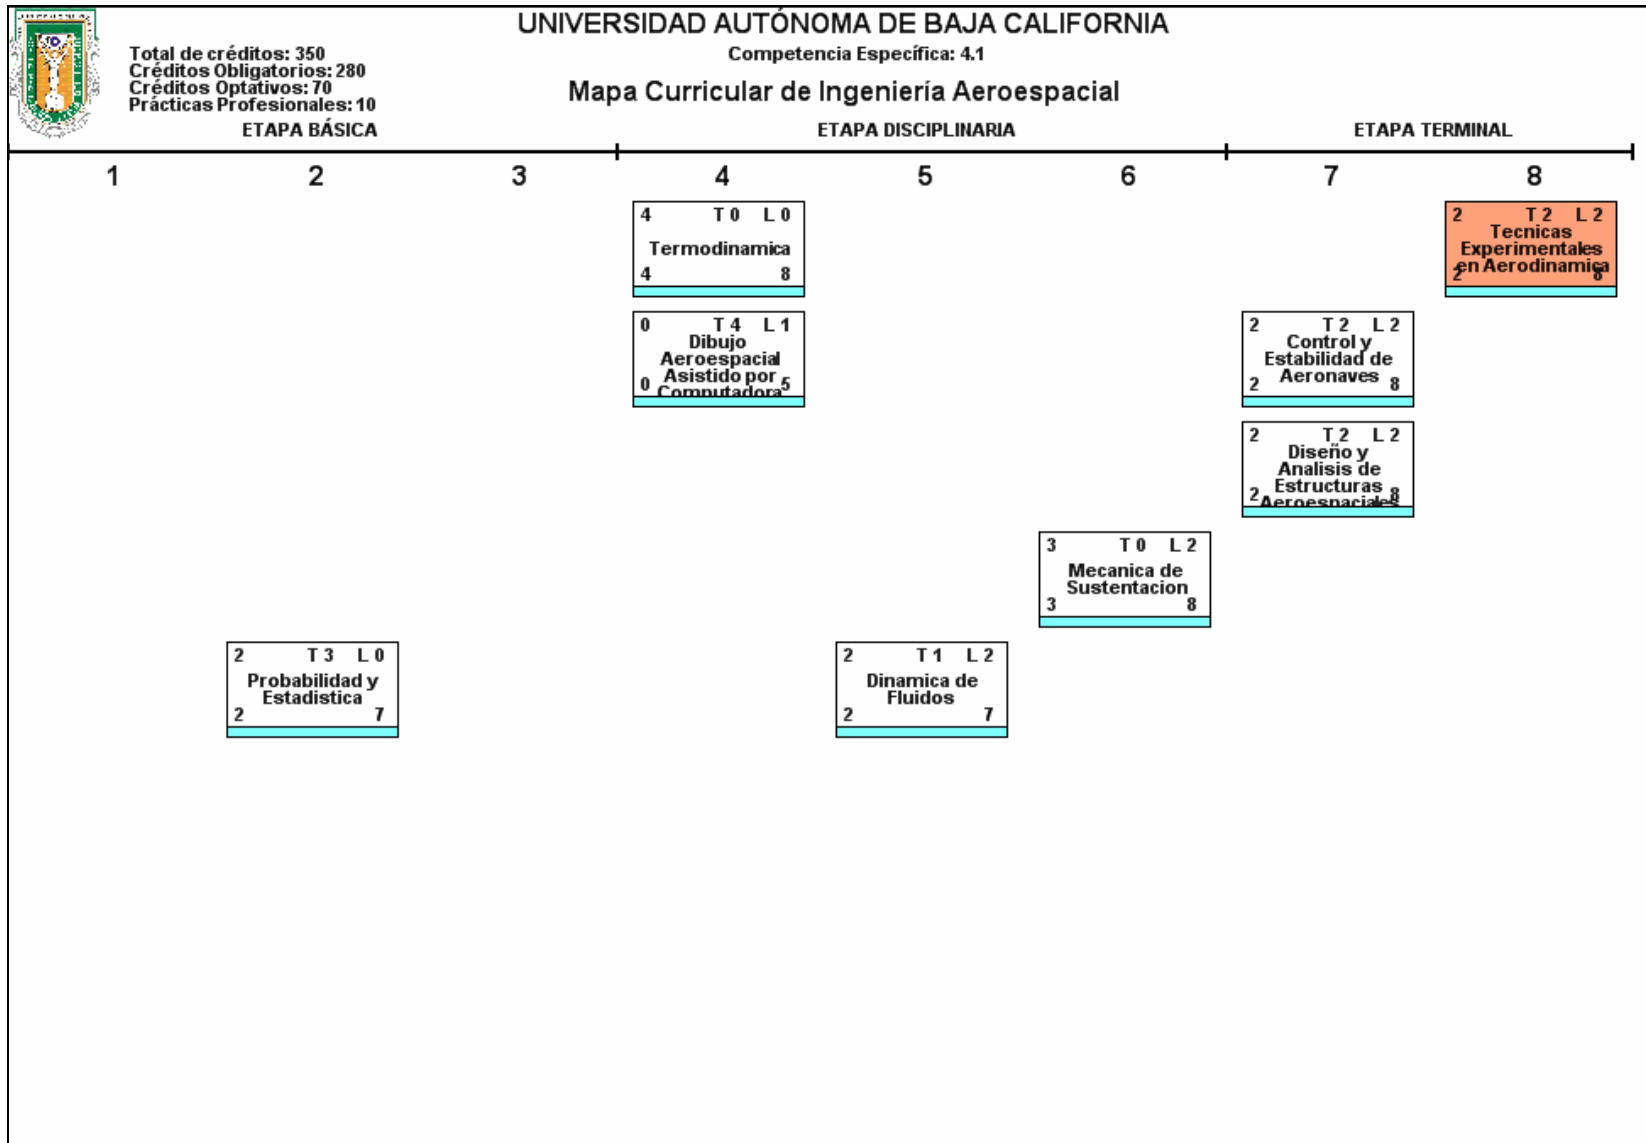 UNIVERSIDAD AUTÓNOMA DE BAJA CALIFORNIA
Total de créditos: 350
Créditos Obligatorios: 280
Créditos Optativos: 70
Prácticas Profesionales: 10
Competencia Específica: 4.1
Mapa Curricular de Ingeniería Aeroespacial
ETAPA BÁSICA ETAPA DISCIPLINARIA ETAPA TERMINAL
1 2 3 4 5 6 7 8
4 T 0 L 0
Termodinamica
4 8
2 T 2 L 2
Tecnicas
Experimentales
en Aerodinamica
2 8
0 T 4 L 1
Dibujo
Aeroespacial
Asistido por
Computadora
0 5
2 T 2 L 2
Control y
Estabilidad de
Aeronaves
2 8
2 T 2 L 2
Diseño y
Analisis de
Estructuras
Aeroespaciales
2 8
3 T 0 L 2
Mecanica de
Sustentacion
3 8
2 T 3 L 0
Probabilidad y
Estadistica
2 7
2 T 1 L 2
Dinamica de
Fluidos
2 7